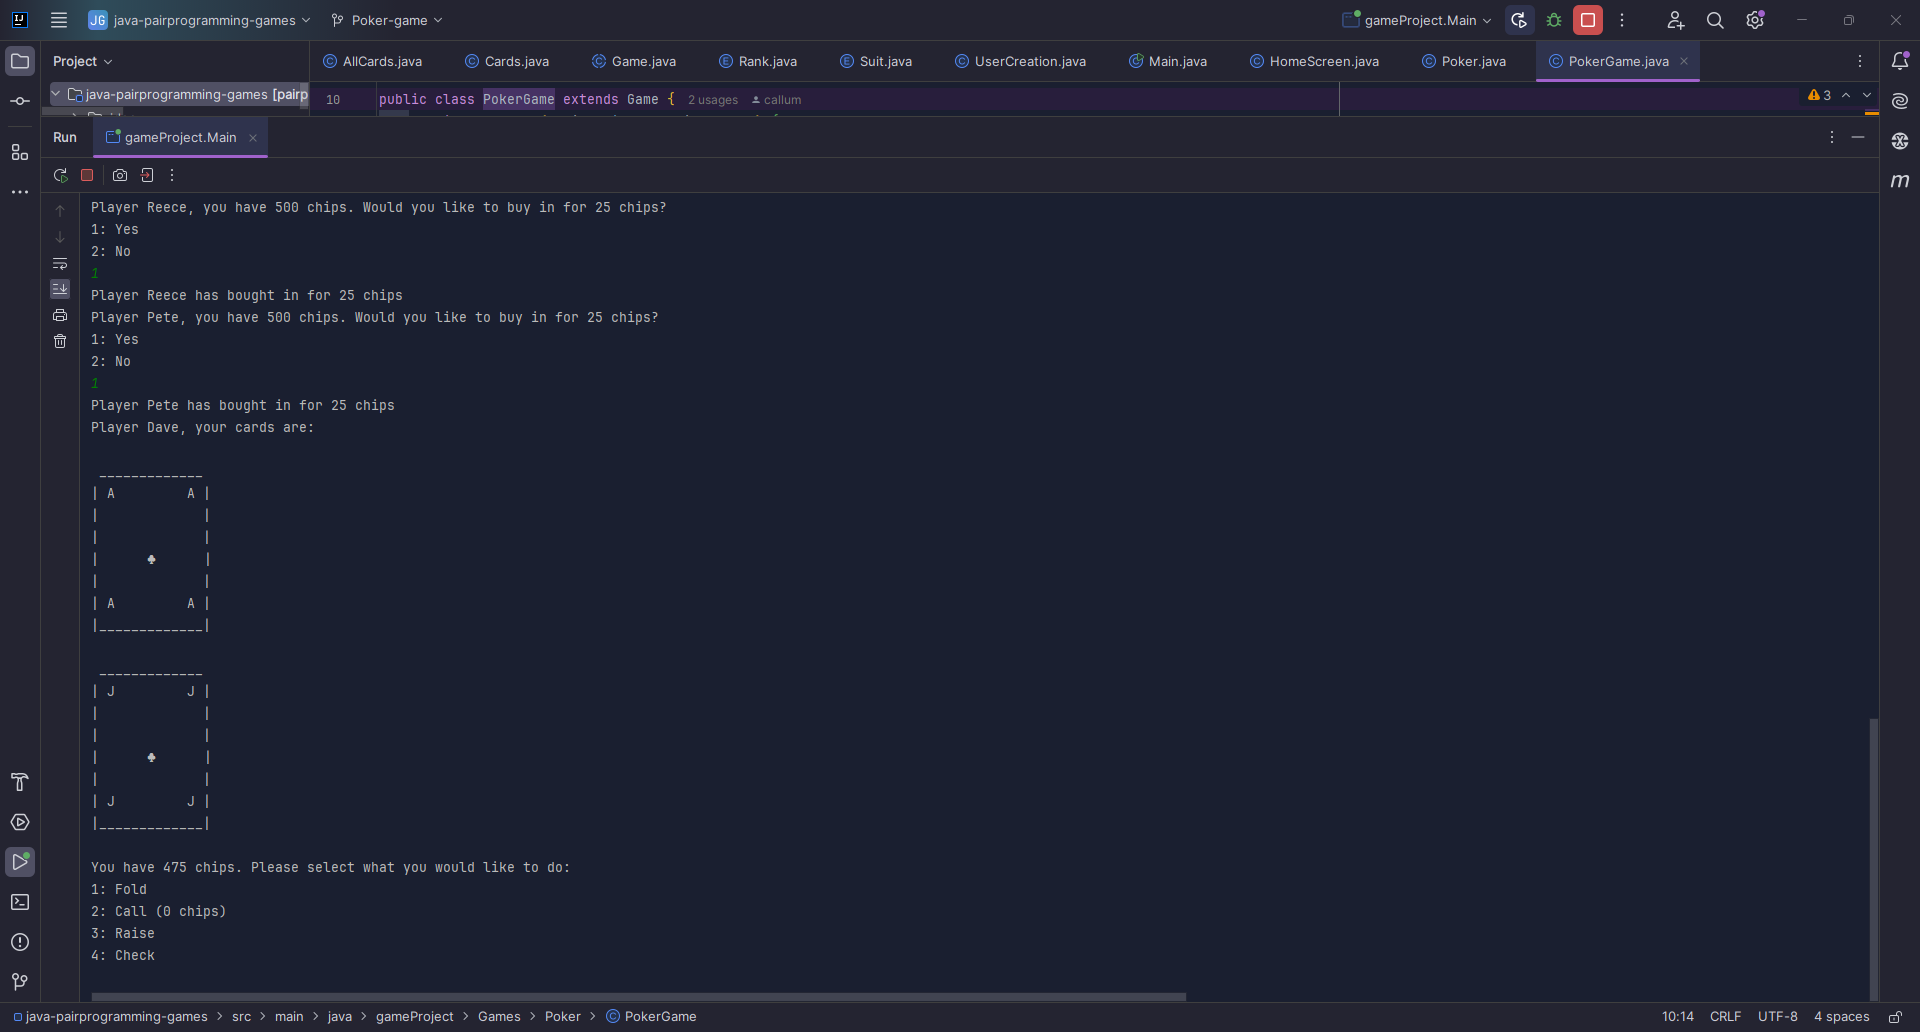 JG java-pairprogramming-games Poker-game gameProject.Main
Project AllCards.java Cards.java Game.java Rank.java Suit.java UserCreation.java Main.java HomeScreen.java Poker.java PokerGame.java
java-pairprogramming-games [pairp 10 public class PokerGame extends Game { 2 usages callum 3
Run gameProject.Main
Player Reece, you have 500 chips. Would you like to buy in for 25 chips?
1: Yes
2: No
1
Player Reece has bought in for 25 chips
Player Pete, you have 500 chips. Would you like to buy in for 25 chips?
1: Yes
2: No
1
Player Pete has bought in for 25 chips
Player Dave, your cards are:
_____________
| A         A |
|             |
|             |
|      ♣      |
|             |
| A         A |
|_____________|
_____________
| J         J |
|             |
|             |
|      ♣      |
|             |
| J         J |
|_____________|
You have 475 chips. Please select what you would like to do:
1: Fold
2: Call (0 chips)
3: Raise
4: Check
java-pairprogramming-games > src > main > java > gameProject > Games > Poker > PokerGame 10:14 CRLF UTF-8 4 spaces